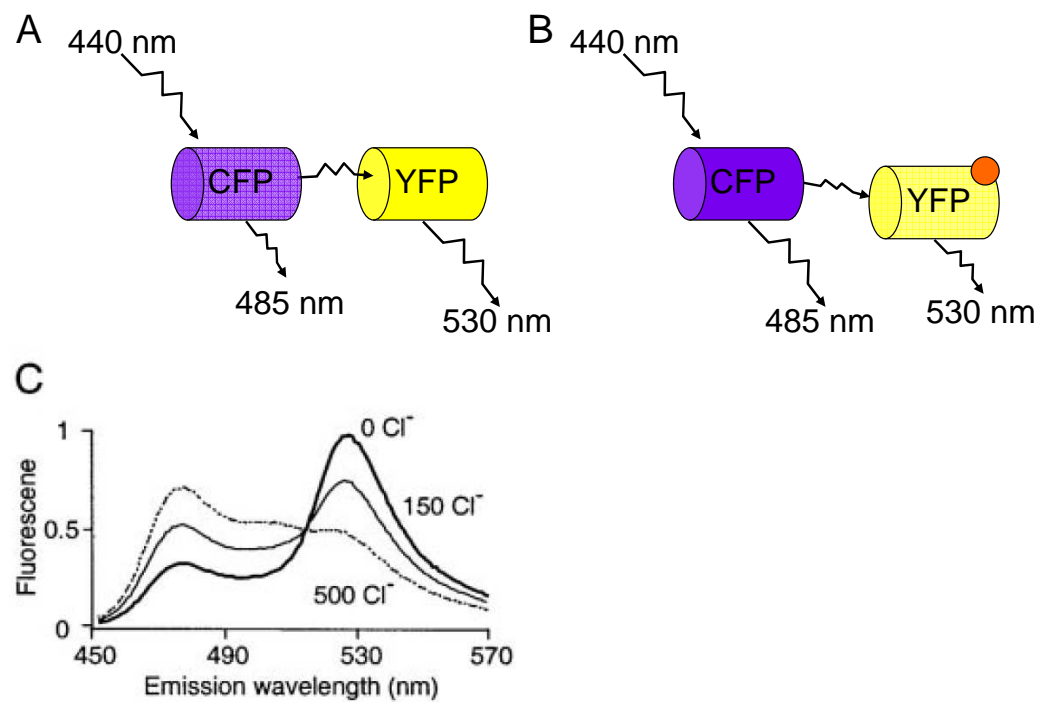 A
440 nm
CFP
YFP
485 nm
530 nm
B
440 nm
CFP
YFP
485 nm
530 nm
C
Fluorescene
1
0.5
0
0 Cl⁻
150 Cl⁻
500 Cl⁻
450 490 530 570
Emission wavelength (nm)